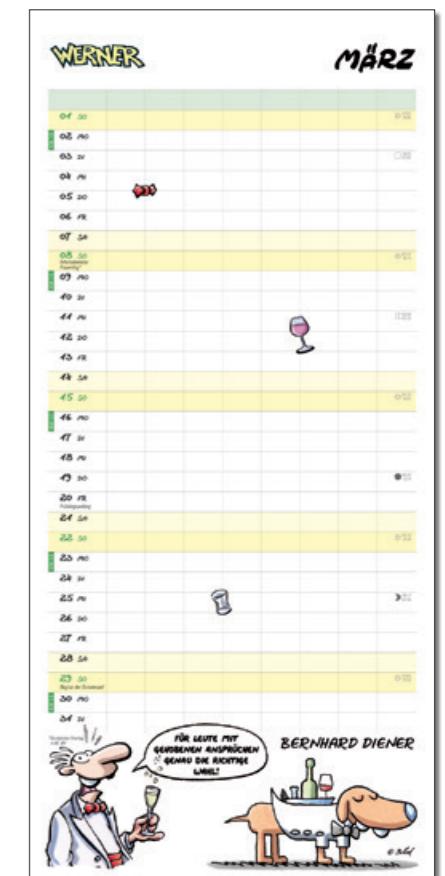 WERNER
MÄRZ
01 SO
02 MO
03 DI
04 MI
05 DO
06 FR
07 SA
08 SO
09 MO
10 DI
11 MI
12 DO
13 FR
14 SA
15 SO
16 MO
17 DI
18 MI
19 DO
20 FR
Frühlingsanfang
21 SA
22 SO
23 MO
24 DI
25 MI
26 DO
27 FR
28 SA
29 SO
Beginn der Sommerzeit
30 MO
31 DI
FÜR LEUTE MIT
GEHOBENEN ANSPRÜCHEN
GENAU DIE RICHTIGE
WAHL!
BERNHARD DIENER